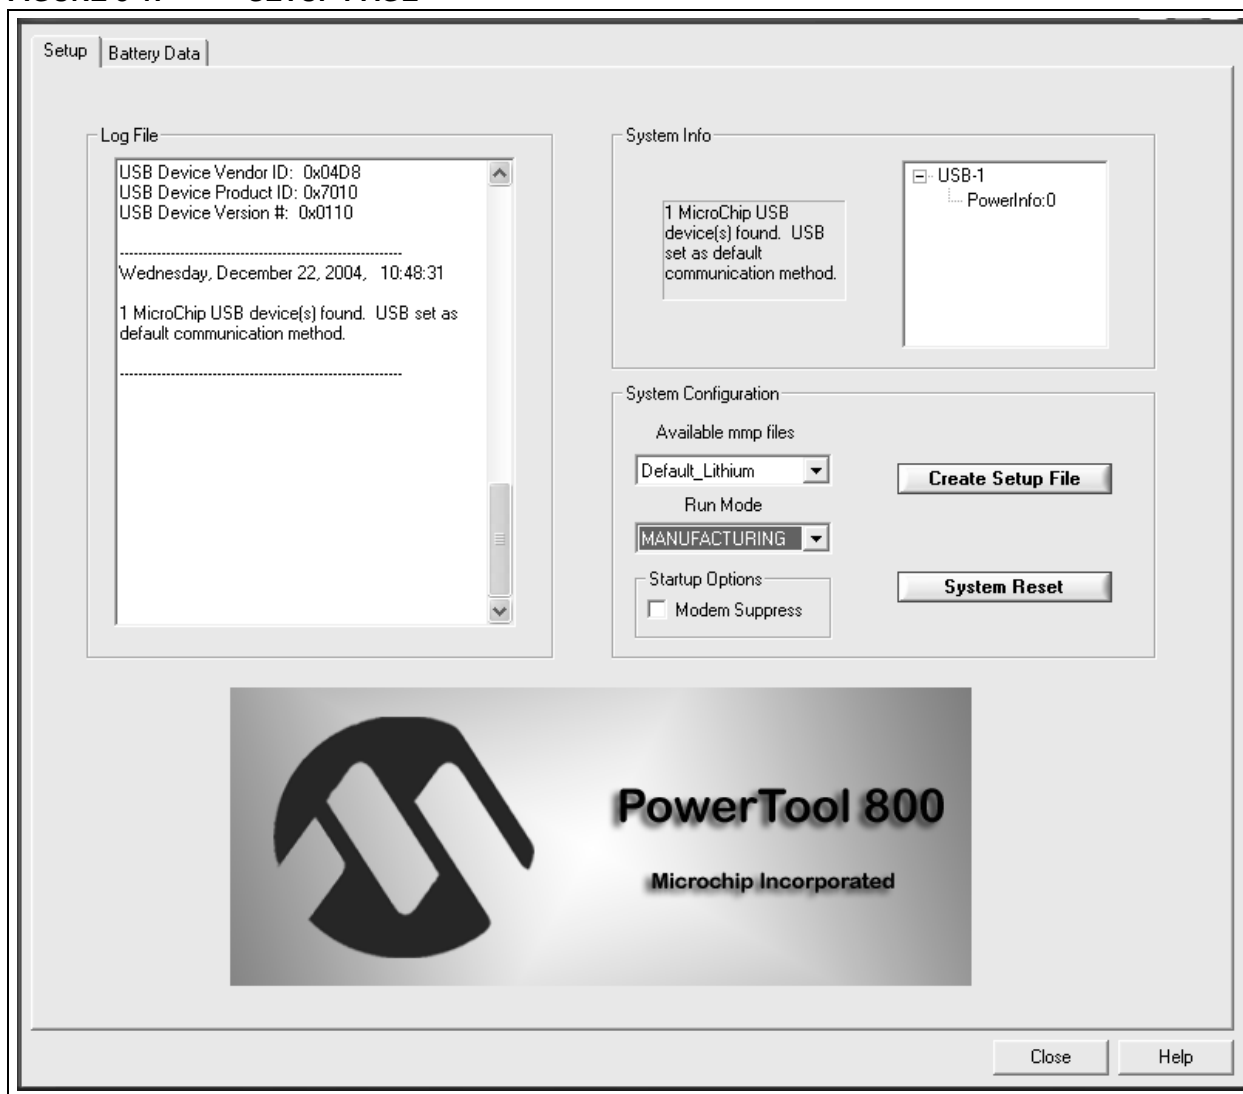 Setup
Battery Data
Log File
USB Device Vendor ID:  0x04D8
USB Device Product ID: 0x7010
USB Device Version #:  0x0110
------------------------------------------------------------
Wednesday, December 22, 2004,   10:48:31
1 MicroChip USB device(s) found.  USB set as
default communication method.
------------------------------------------------------------
System Info
1 MicroChip USB
device(s) found.  USB
set as default
communication method.
USB-1
PowerInfo:0
System Configuration
Available mmp files
Default_Lithium
Create Setup File
Run Mode
MANUFACTURING
Startup Options
Modem Suppress
System Reset
PowerTool 800
Microchip Incorporated
Close
Help